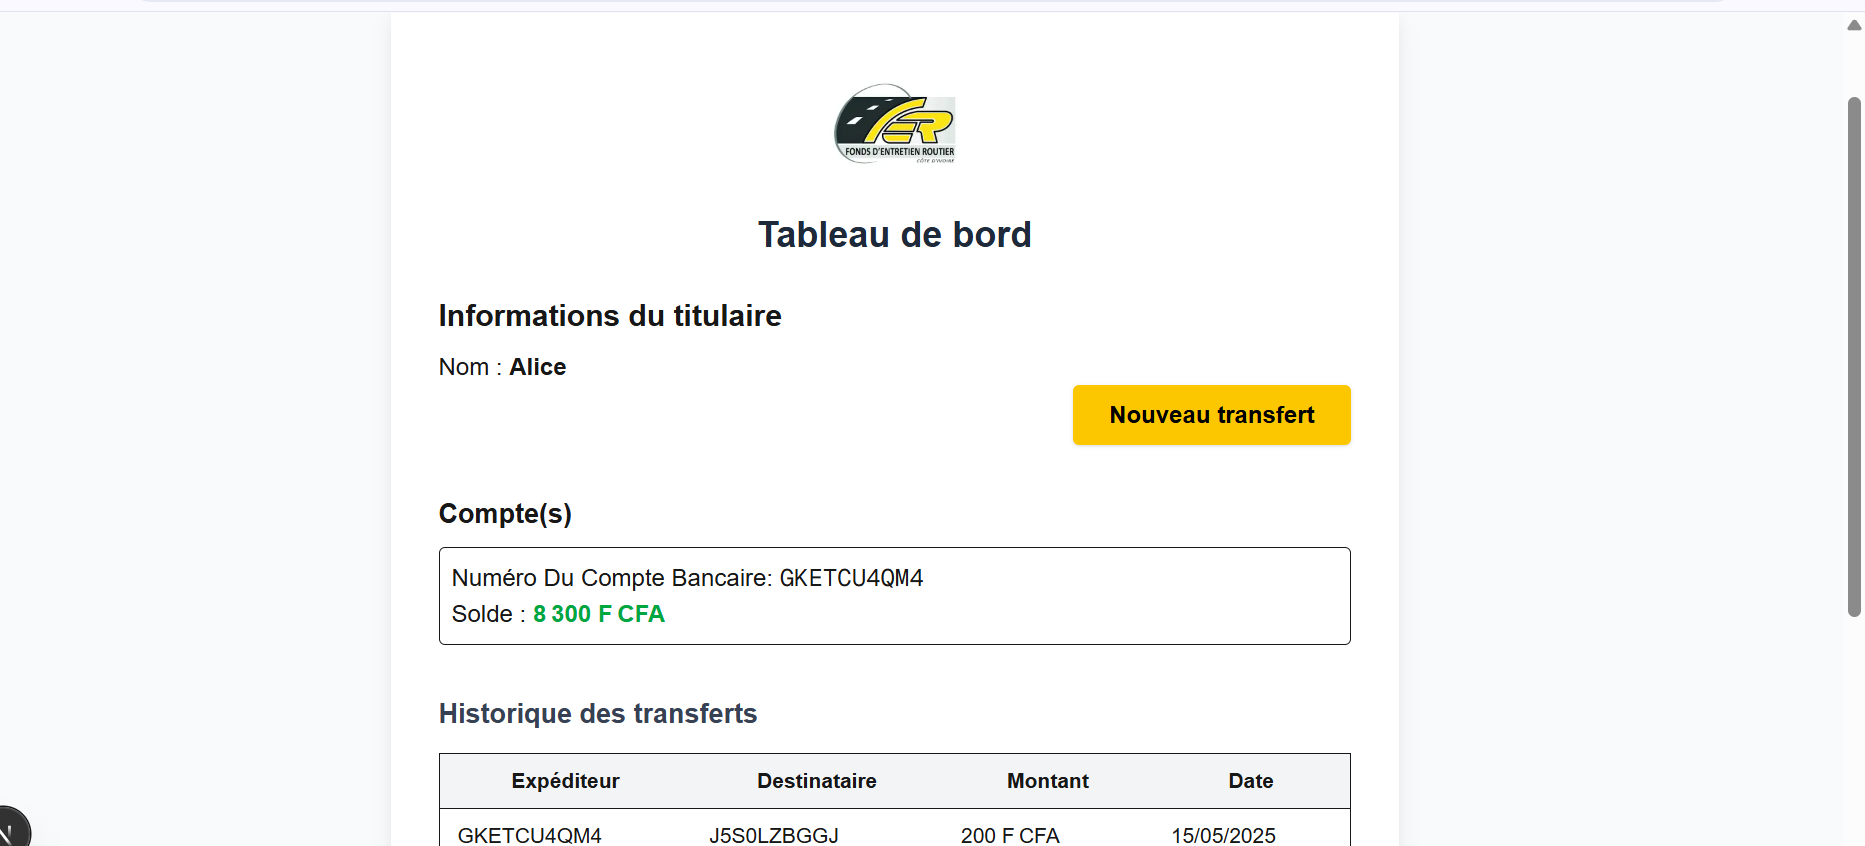 FER
FONDS D'ENTRETIEN ROUTIER
CÔTE D'IVOIRE
Tableau de bord
Informations du titulaire
Nom : Alice
Nouveau transfert
Compte(s)
Numéro Du Compte Bancaire: GKETCU4QM4
Solde : 8 300 F CFA
Historique des transferts
Expéditeur Destinataire Montant Date
GKETCU4QM4 J5S0LZBGGJ 200 F CFA 15/05/2025